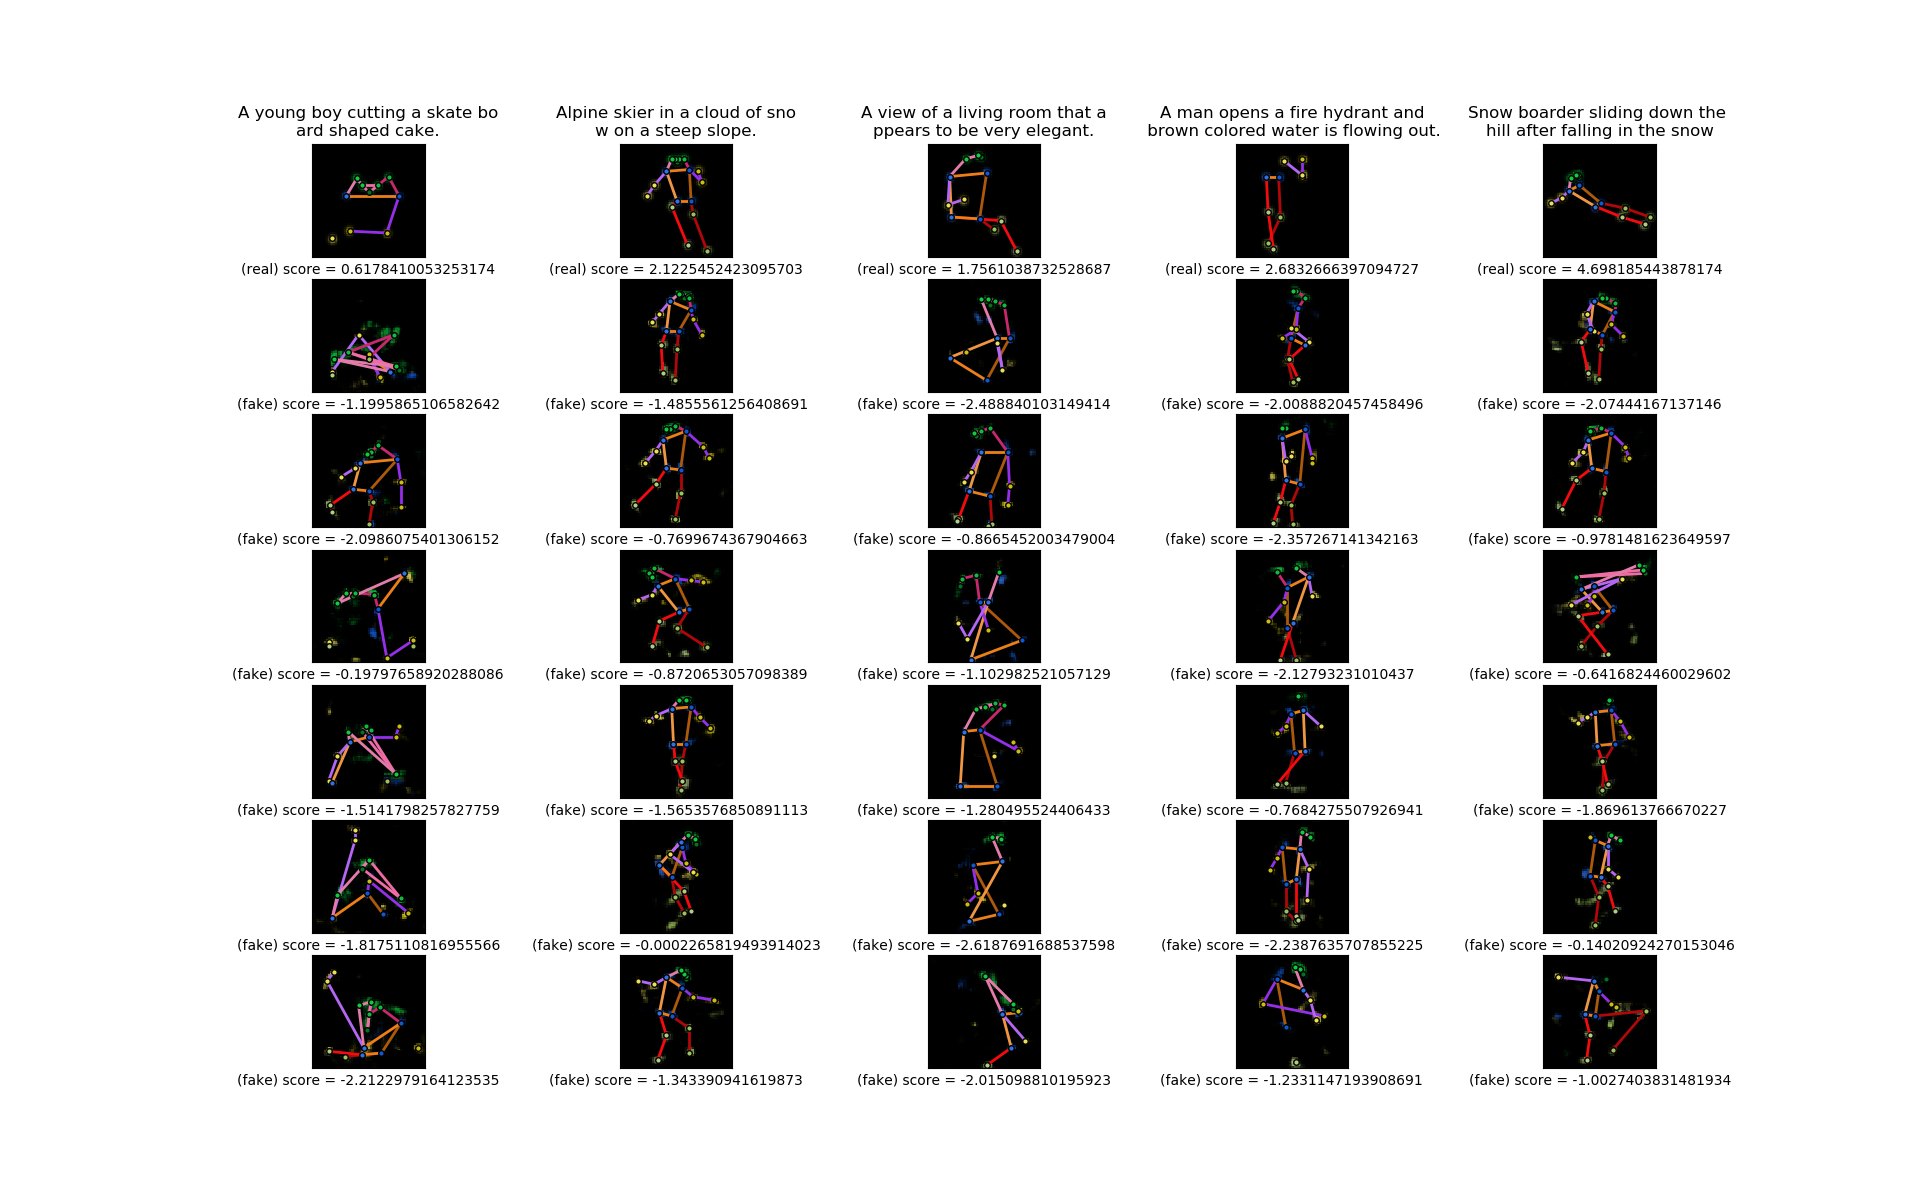 A young boy cutting a skate bo
ard shaped cake.
Alpine skier in a cloud of sno
w on a steep slope.
A view of a living room that a
ppears to be very elegant.
A man opens a fire hydrant and
brown colored water is flowing out.
Snow boarder sliding down the
hill after falling in the snow
(real) score = 0.6178410053253174
(real) score = 2.1225452423095703
(real) score = 1.7561038732528687
(real) score = 2.6832666397094727
(real) score = 4.698185443878174
(fake) score = -1.1995865106582642
(fake) score = -1.4855561256408691
(fake) score = -2.488840103149414
(fake) score = -2.0088820457458496
(fake) score = -2.07444167137146
(fake) score = -2.0986075401306152
(fake) score = -0.7699674367904663
(fake) score = -0.8665452003479004
(fake) score = -2.357267141342163
(fake) score = -0.9781481623649597
(fake) score = -0.19797658920288086
(fake) score = -0.8720653057098389
(fake) score = -1.102982521057129
(fake) score = -2.12793231010437
(fake) score = -0.6416824460029602
(fake) score = -1.5141798257827759
(fake) score = -1.5653576850891113
(fake) score = -1.280495524406433
(fake) score = -0.7684275507926941
(fake) score = -1.869613766670227
(fake) score = -1.8175110816955566
(fake) score = -0.00022658194939140​23
(fake) score = -2.6187691688537598
(fake) score = -2.2387635707855225
(fake) score = -0.14020924270153046
(fake) score = -2.2122979164123535
(fake) score = -1.343390941619873
(fake) score = -2.015098810195923
(fake) score = -1.2331147193908691
(fake) score = -1.0027403831481934